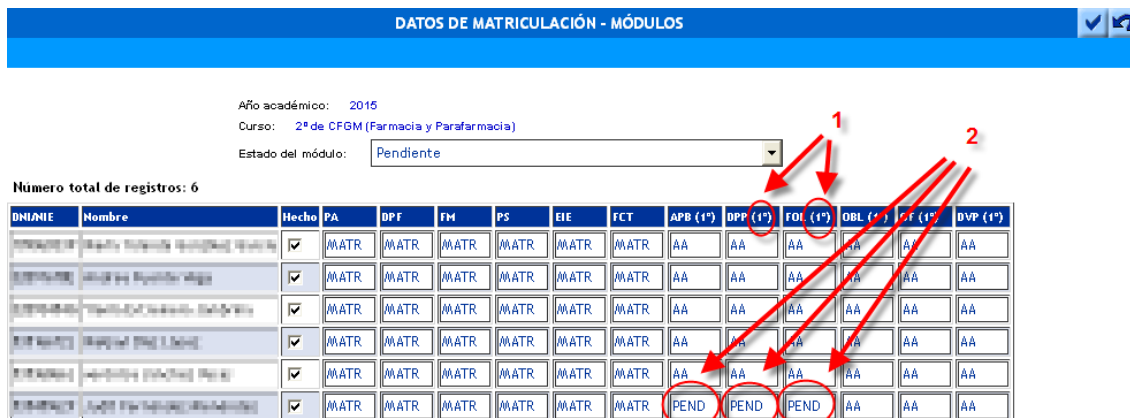 DATOS DE MATRICULACIÓN - MÓDULOS
Año académico: 2015
Curso: 2º de CFGM (Farmacia y Parafarmacia)
Estado del módulo: Pendiente
1
2
Número total de registros: 6
DNI/NIE Nombre Hecho PA DPF FM PS EIE FCT APB (1º) DPP (1º) FOL (1º) OBL (1º) OF (1º) DVP (1º)
MATR MATR MATR MATR MATR MATR AA AA AA AA AA AA
MATR MATR MATR MATR MATR MATR AA AA AA AA AA AA
MATR MATR MATR MATR MATR MATR AA AA AA AA AA AA
MATR MATR MATR MATR MATR MATR AA AA AA AA AA AA
MATR MATR MATR MATR MATR MATR AA AA AA AA AA AA
MATR MATR MATR MATR MATR MATR PEND PEND PEND AA AA AA